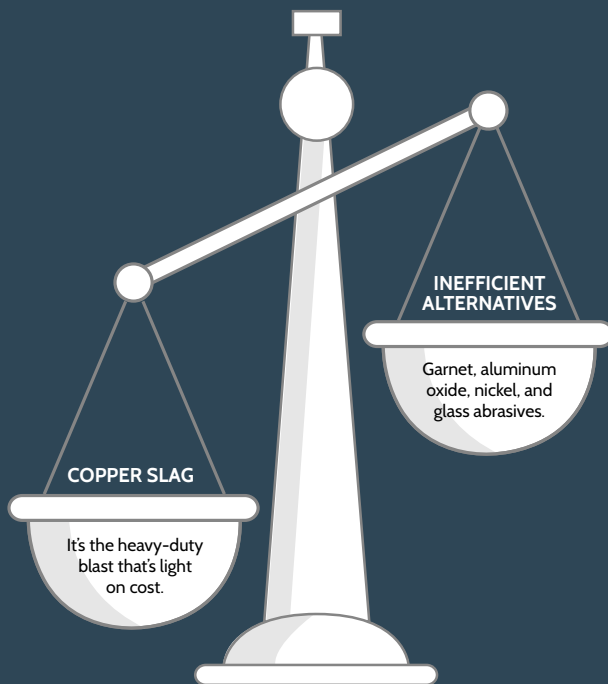 INEFFICIENT
ALTERNATIVES
Garnet, aluminum
oxide, nickel, and
glass abrasives.
COPPER SLAG
It's the heavy-duty
blast that's light
on cost.